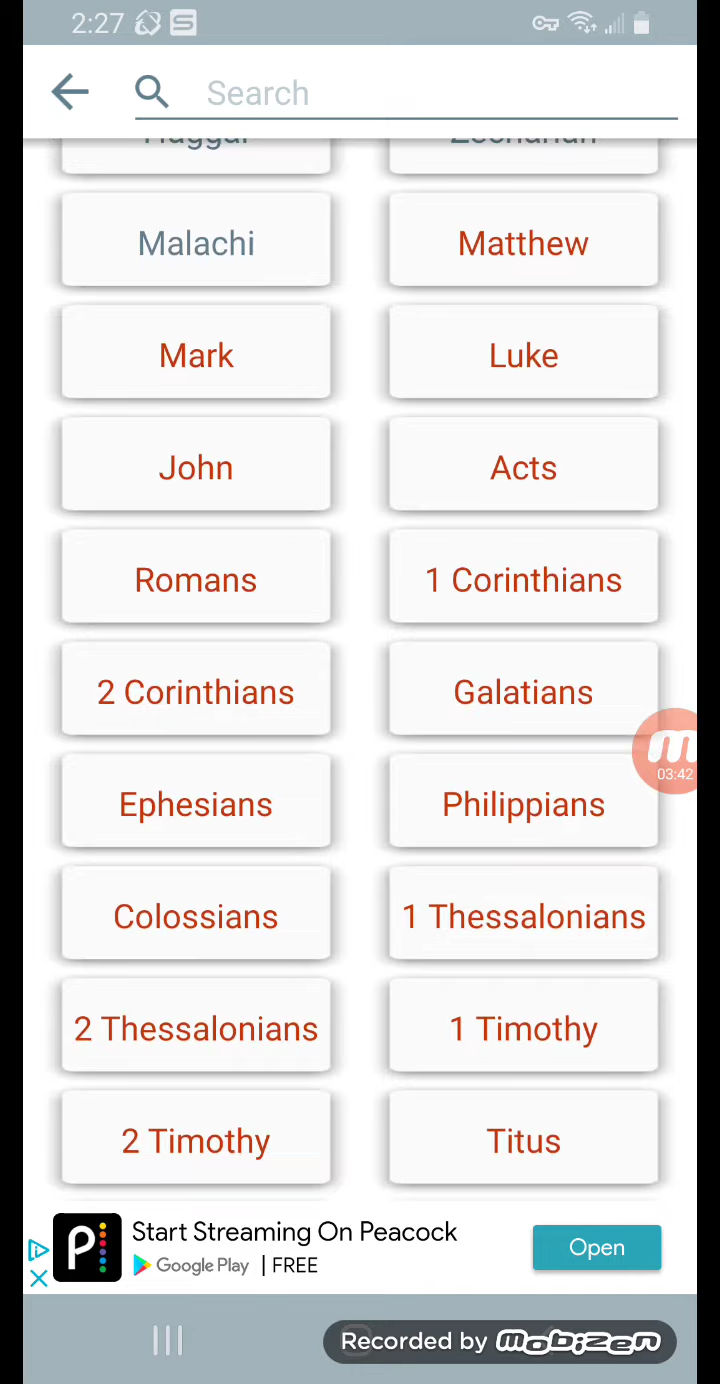 2:27
Search
Malachi
Matthew
Mark
Luke
John
Acts
Romans
1 Corinthians
2 Corinthians
Galatians
03:42
Ephesians
Philippians
Colossians
1 Thessalonians
2 Thessalonians
1 Timothy
2 Timothy
Titus
Start Streaming On Peacock
Google Play | FREE
Open
Recorded by mobizen